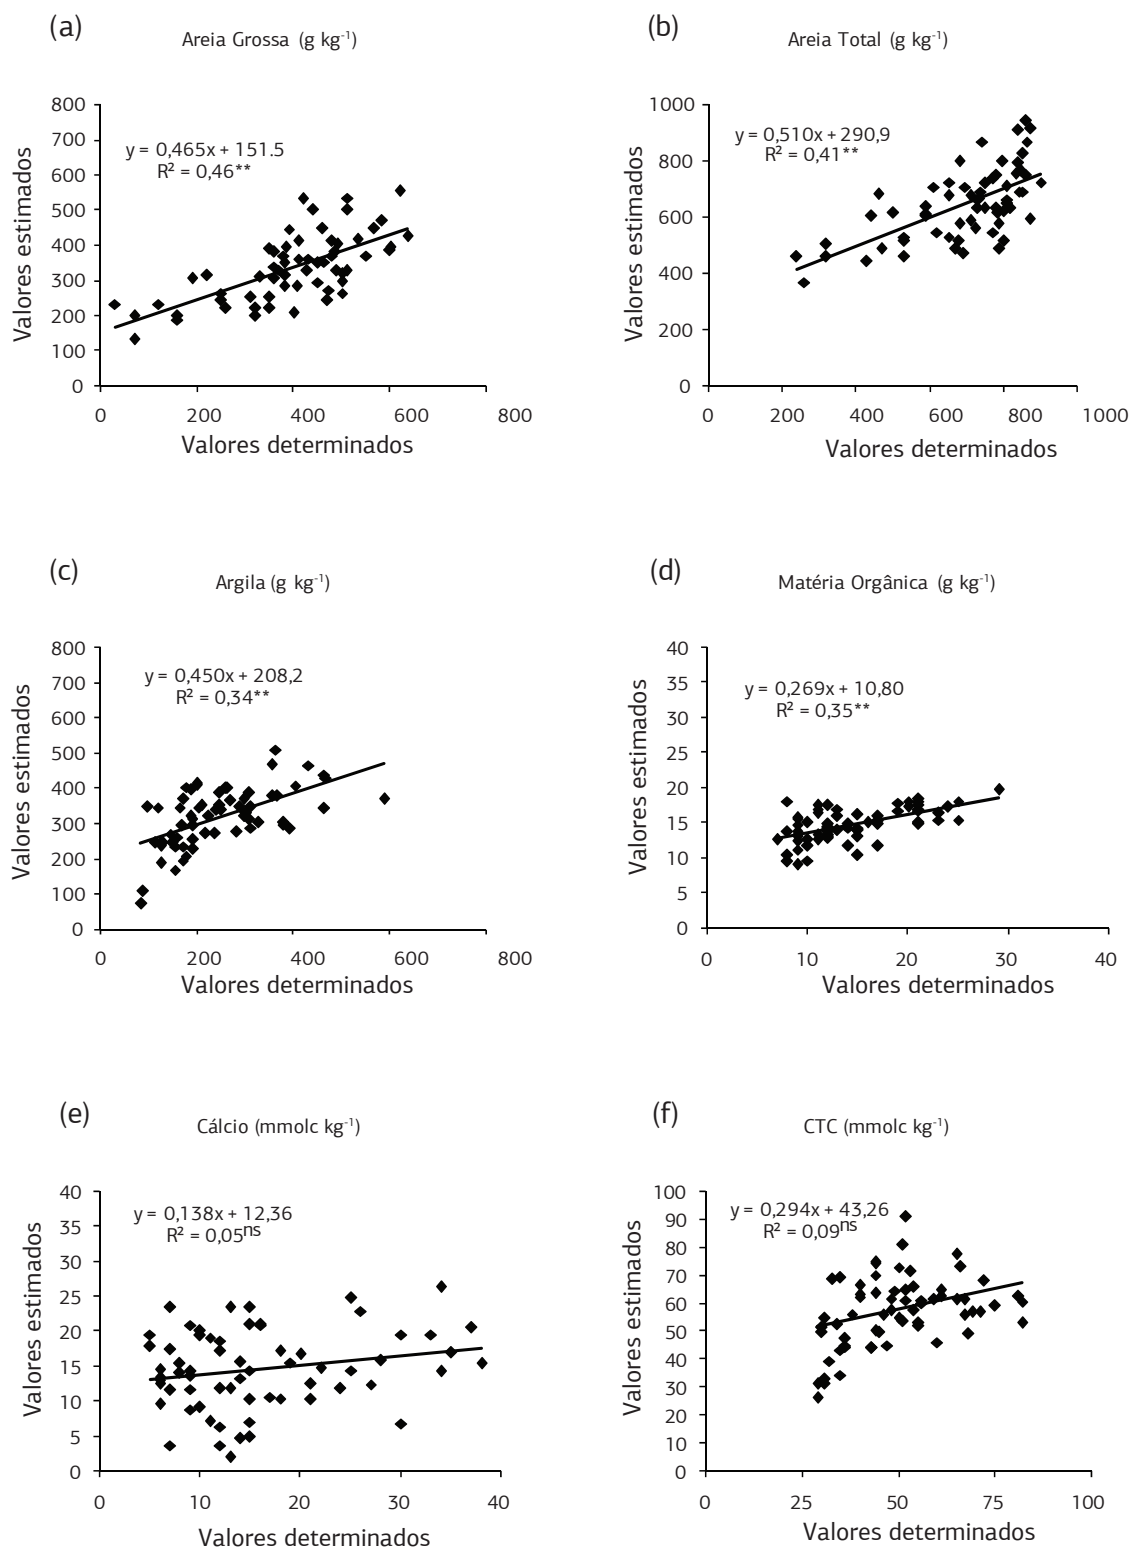 (a)
Areia Grossa (g kg⁻¹)
800
700
600
500
400
300
200
100
0
y = 0,465x + 151.5
R² = 0,46**
Valores estimados
0 200 400 600 800
Valores determinados
(b)
Areia Total (g kg⁻¹)
1000
800
600
400
200
0
y = 0,510x + 290,9
R² = 0,41**
Valores estimados
0 200 400 600 800 1000
Valores determinados
(c)
Argila (g kg⁻¹)
800
700
600
500
400
300
200
100
0
y = 0,450x + 208,2
R² = 0,34**
Valores estimados
0 200 400 600 800
Valores determinados
(d)
Matéria Orgânica (g kg⁻¹)
40
35
30
25
20
15
10
5
0
y = 0,269x + 10,80
R² = 0,35**
Valores estimados
0 10 20 30 40
Valores determinados
(e)
Cálcio (mmolc kg⁻¹)
40
35
30
25
20
15
10
5
0
y = 0,138x + 12,36
R² = 0,05ns
Valores estimados
0 10 20 30 40
Valores determinados
(f)
CTC (mmolc kg⁻¹)
100
90
80
70
60
50
40
30
20
10
0
y = 0,294x + 43,26
R² = 0,09ns
Valores estimados
0 25 50 75 100
Valores determinados